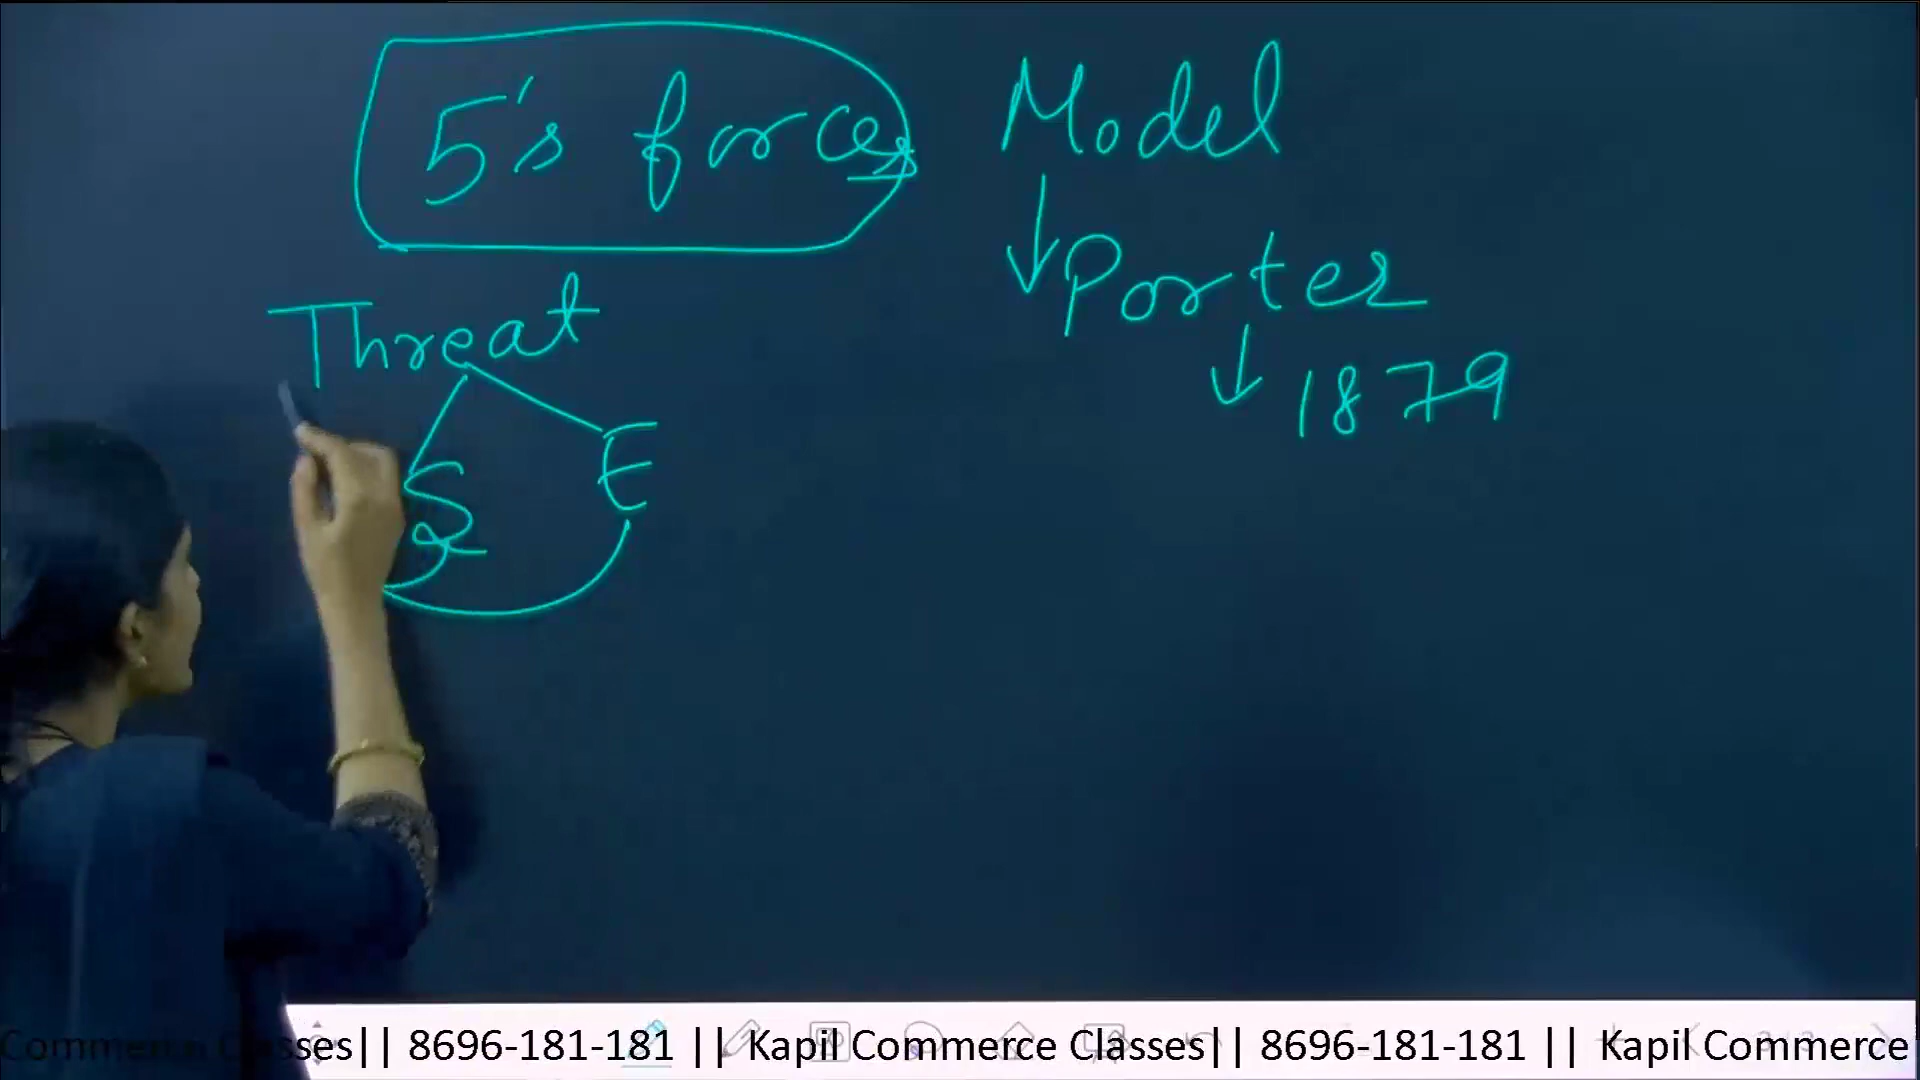 5's forces Model
Porter
1879
Threat
S E
Commerce Classes|| 8696-181-181 || Kapil Commerce Classes|| 8696-181-181 || Kapil Commerce